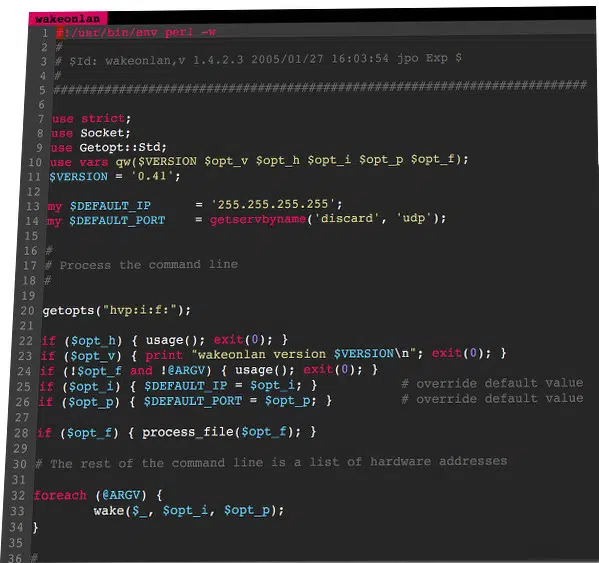 wakeonlan
1 #!/usr/bin/env perl -w
2 #
3 # $Id: wakeonlan,v 1.4.2.3 2005/01/27 16:03:54 jpo Exp $
4 #
5 #########################################################################
6
7 use strict;
8 use Socket;
9 use Getopt::Std;
10 use vars qw($VERSION $opt_v $opt_h $opt_i $opt_p $opt_f);
11 $VERSION = '0.41';
12
13 my $DEFAULT_IP      = '255.255.255.255';
14 my $DEFAULT_PORT    = getservbyname('discard', 'udp');
15
16 #
17 # Process the command line
18 #
19
20 getopts("hvp:i:f:");
21
22 if ($opt_h) { usage(); exit(0); }
23 if ($opt_v) { print "wakeonlan version $VERSION\n"; exit(0); }
24 if (!$opt_f and !@ARGV) { usage(); exit(0); }
25 if ($opt_i) { $DEFAULT_IP = $opt_i; }           # override default value
26 if ($opt_p) { $DEFAULT_PORT = $opt_p; }         # override default value
27
28 if ($opt_f) { process_file($opt_f); }
29
30 # The rest of the command line is a list of hardware addresses
31
32 foreach (@ARGV) {
33         wake($_, $opt_i, $opt_p);
34 }
35
36 #